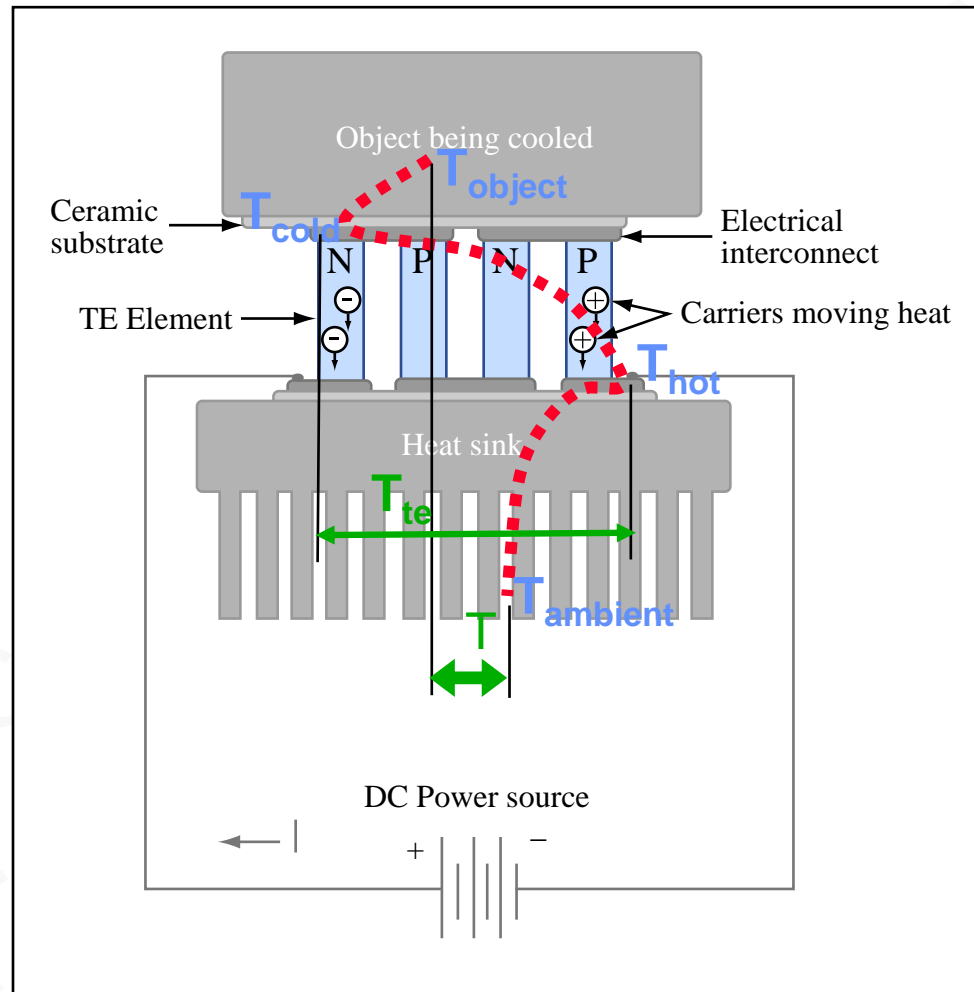 Object being cooled
T object
T cold
Ceramic
substrate
Electrical
interconnect
N P N P
- +
- +
TE Element
Carriers moving heat
T hot
Heat sink
T te
T ambient
T
DC Power source
I
+ −